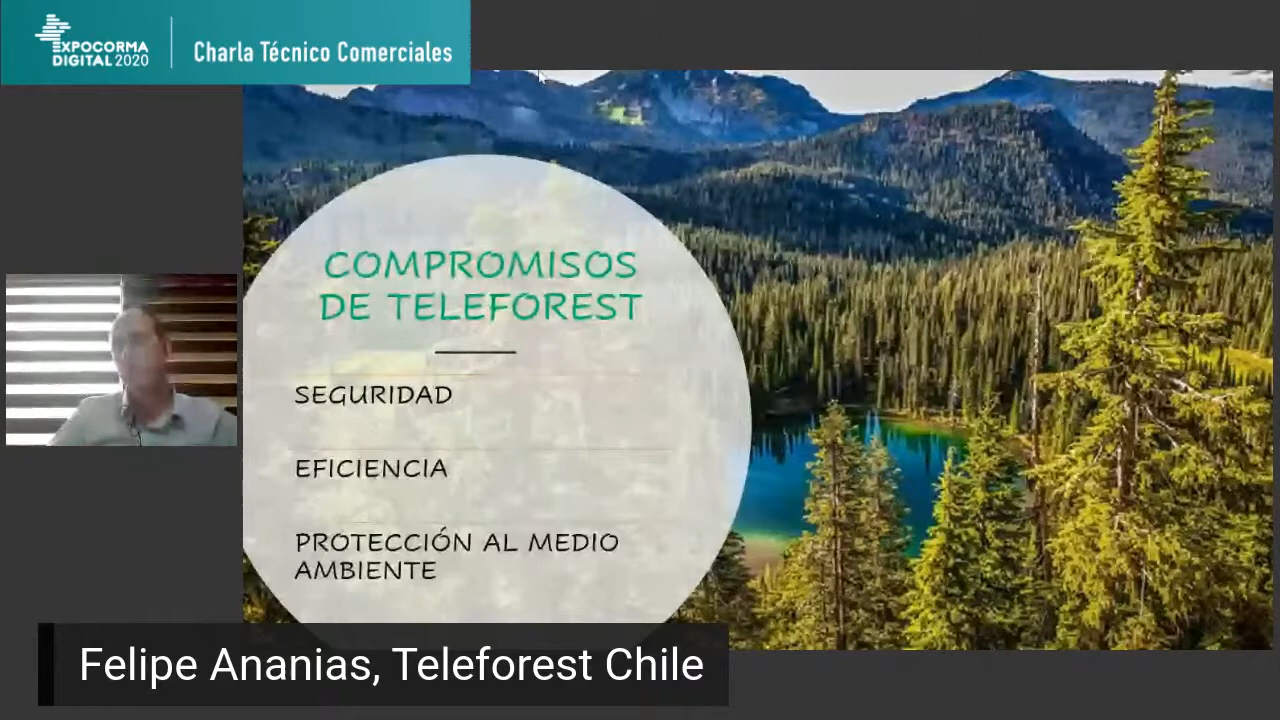 EXPOCORMA
DIGITAL 2020
Charla Técnico Comerciales
COMPROMISOS
DE TELEFOREST
SEGURIDAD
EFICIENCIA
PROTECCIÓN AL MEDIO
AMBIENTE
Felipe Ananias, Teleforest Chile